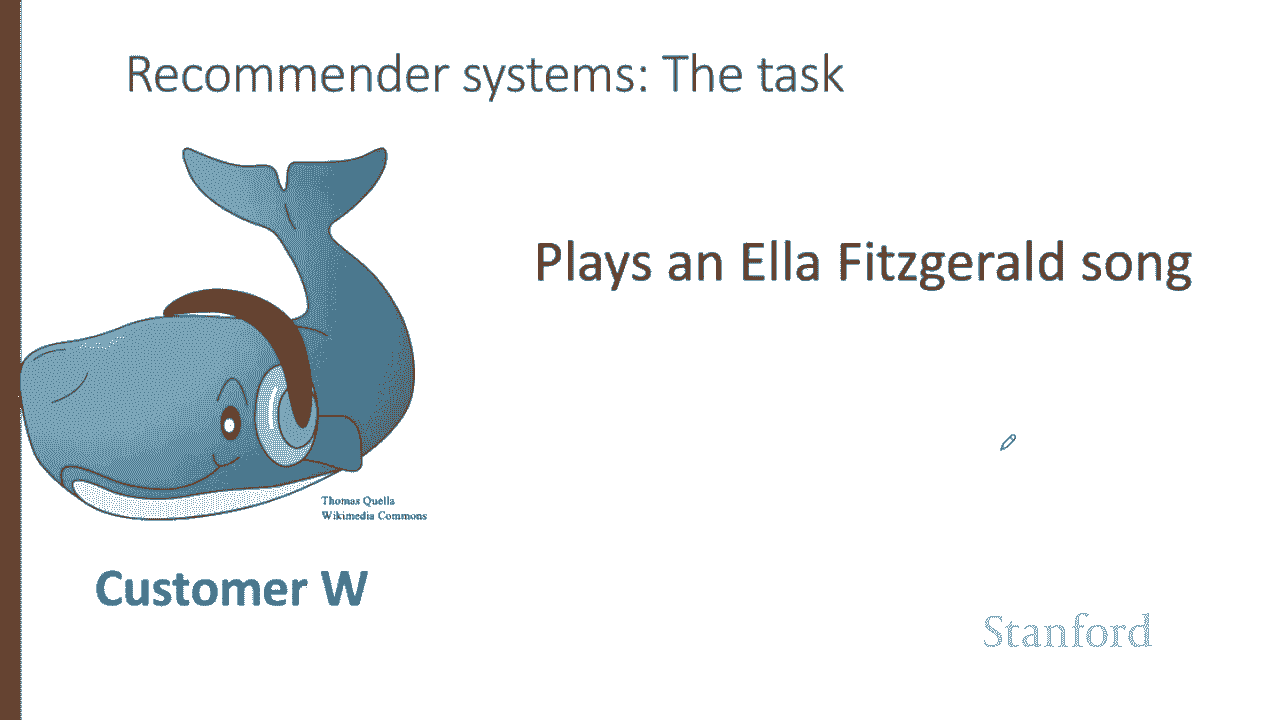 Recommender systems: The task
Plays an Ella Fitzgerald song
Thomas Quella
Wikimedia Commons
Customer W
Stanford